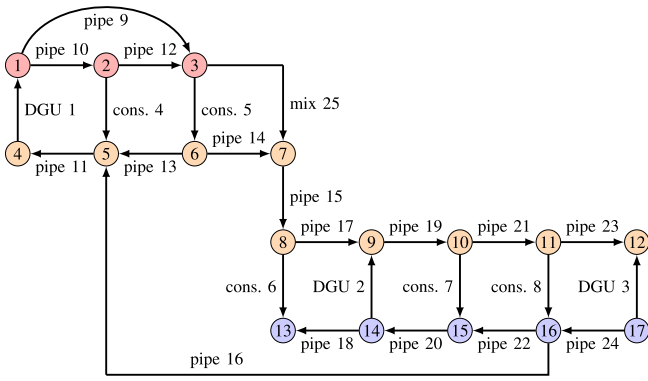 pipe 9
pipe 10 pipe 12
1 2 3
DGU 1 cons. 4 cons. 5 mix 25
pipe 14
4 5 6 7
pipe 11 pipe 13
pipe 15
pipe 17 pipe 19 pipe 21 pipe 23
8 9 10 11 12
cons. 6 DGU 2 cons. 7 cons. 8 DGU 3
13 14 15 16 17
pipe 18 pipe 20 pipe 22 pipe 24
pipe 16